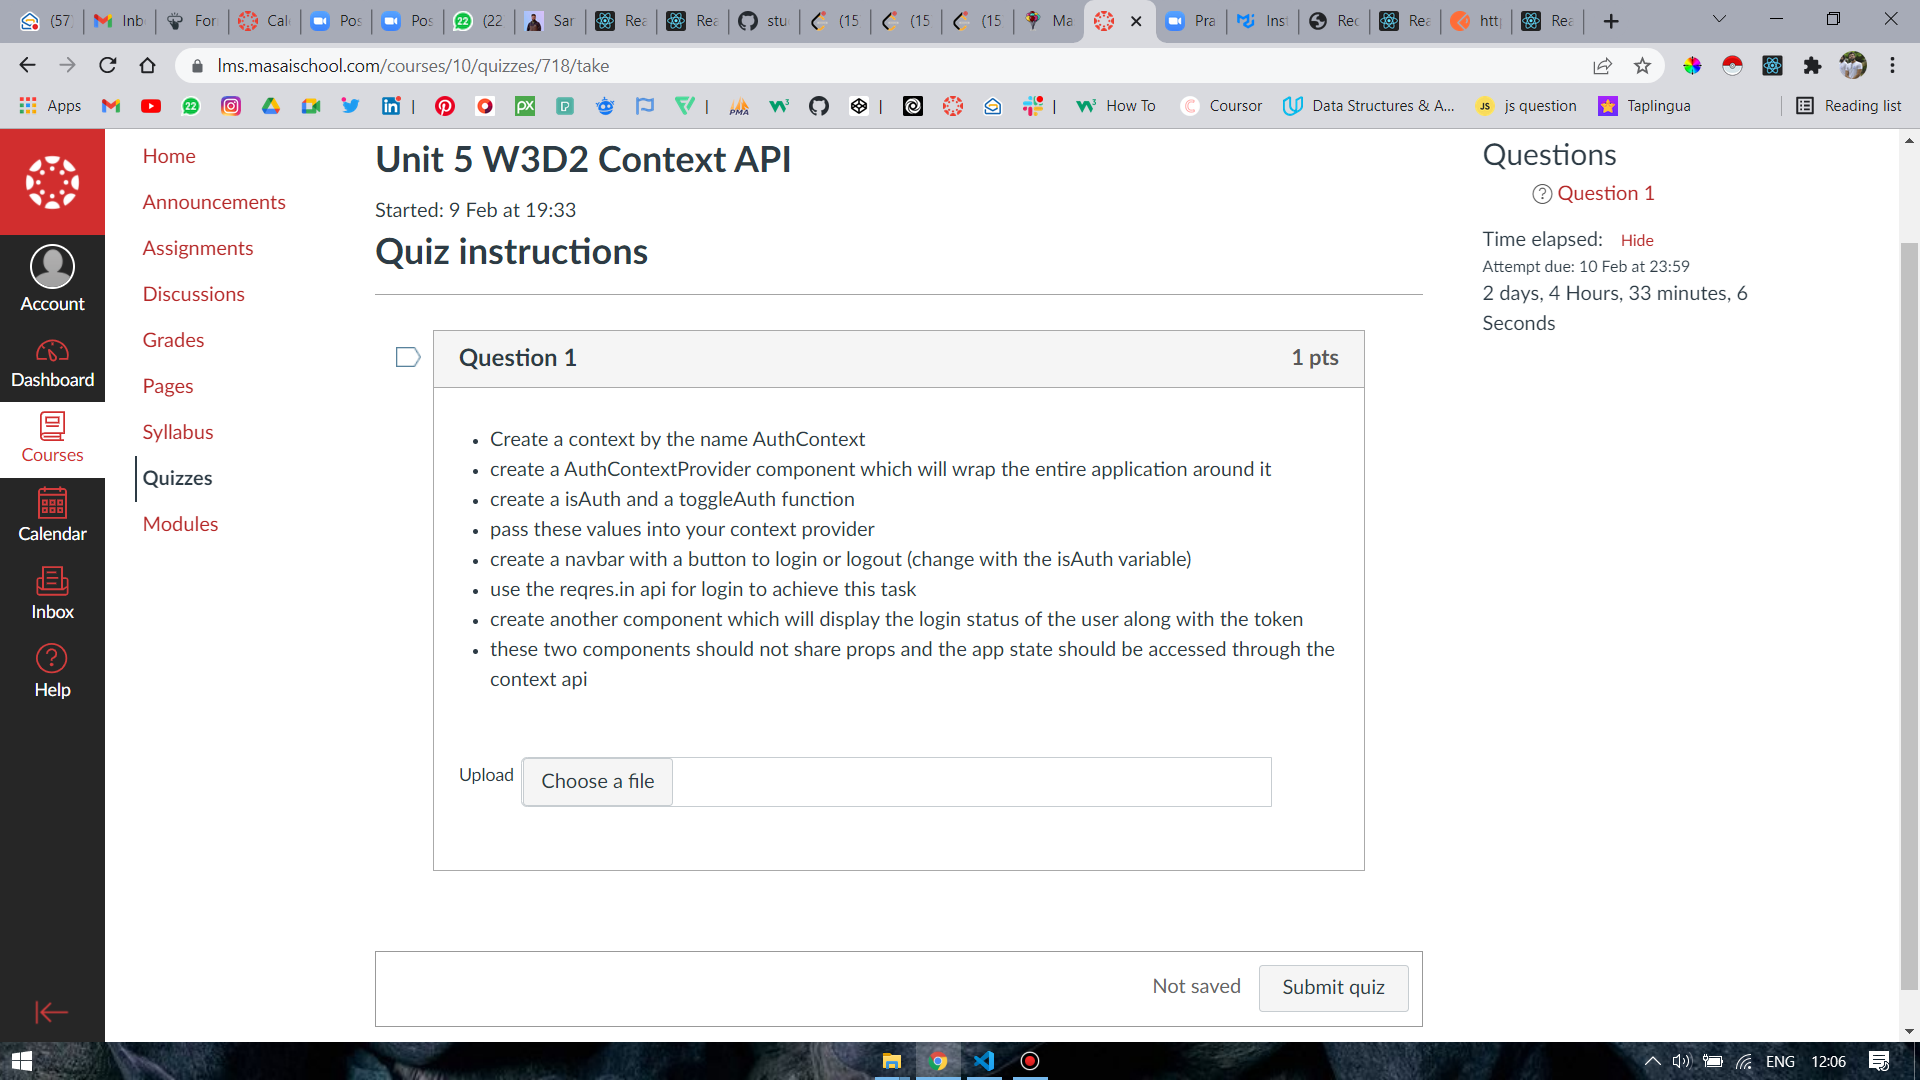 (57
Inb
For
Cal
Pos
Pos
(22
Sar
Rea
Rea
stu
(15
(15
(15
Ma
Pra
Inst
Rec
Rea
htt
Rea
lms.masaischool.com/courses/10/quizzes/718/take
Apps
How To
Coursor
Data Structures & A...
js question
Taplingua
Reading list
Account
Dashboard
Courses
Calendar
Inbox
Help
Home
Announcements
Assignments
Discussions
Grades
Pages
Syllabus
Quizzes
Modules
Unit 5 W3D2 Context API
Started: 9 Feb at 19:33
Quiz instructions
Question 1
1 pts
• Create a context by the name AuthContext
• create a AuthContextProvider component which will wrap the entire application around it
• create a isAuth and a toggleAuth function
• pass these values into your context provider
• create a navbar with a button to login or logout (change with the isAuth variable)
• use the reqres.in api for login to achieve this task
• create another component which will display the login status of the user along with the token
• these two components should not share props and the app state should be accessed through the
context api
Upload
Choose a file
Not saved
Submit quiz
Questions
Question 1
Time elapsed: Hide
Attempt due: 10 Feb at 23:59
2 days, 4 Hours, 33 minutes, 6
Seconds
ENG
12:06